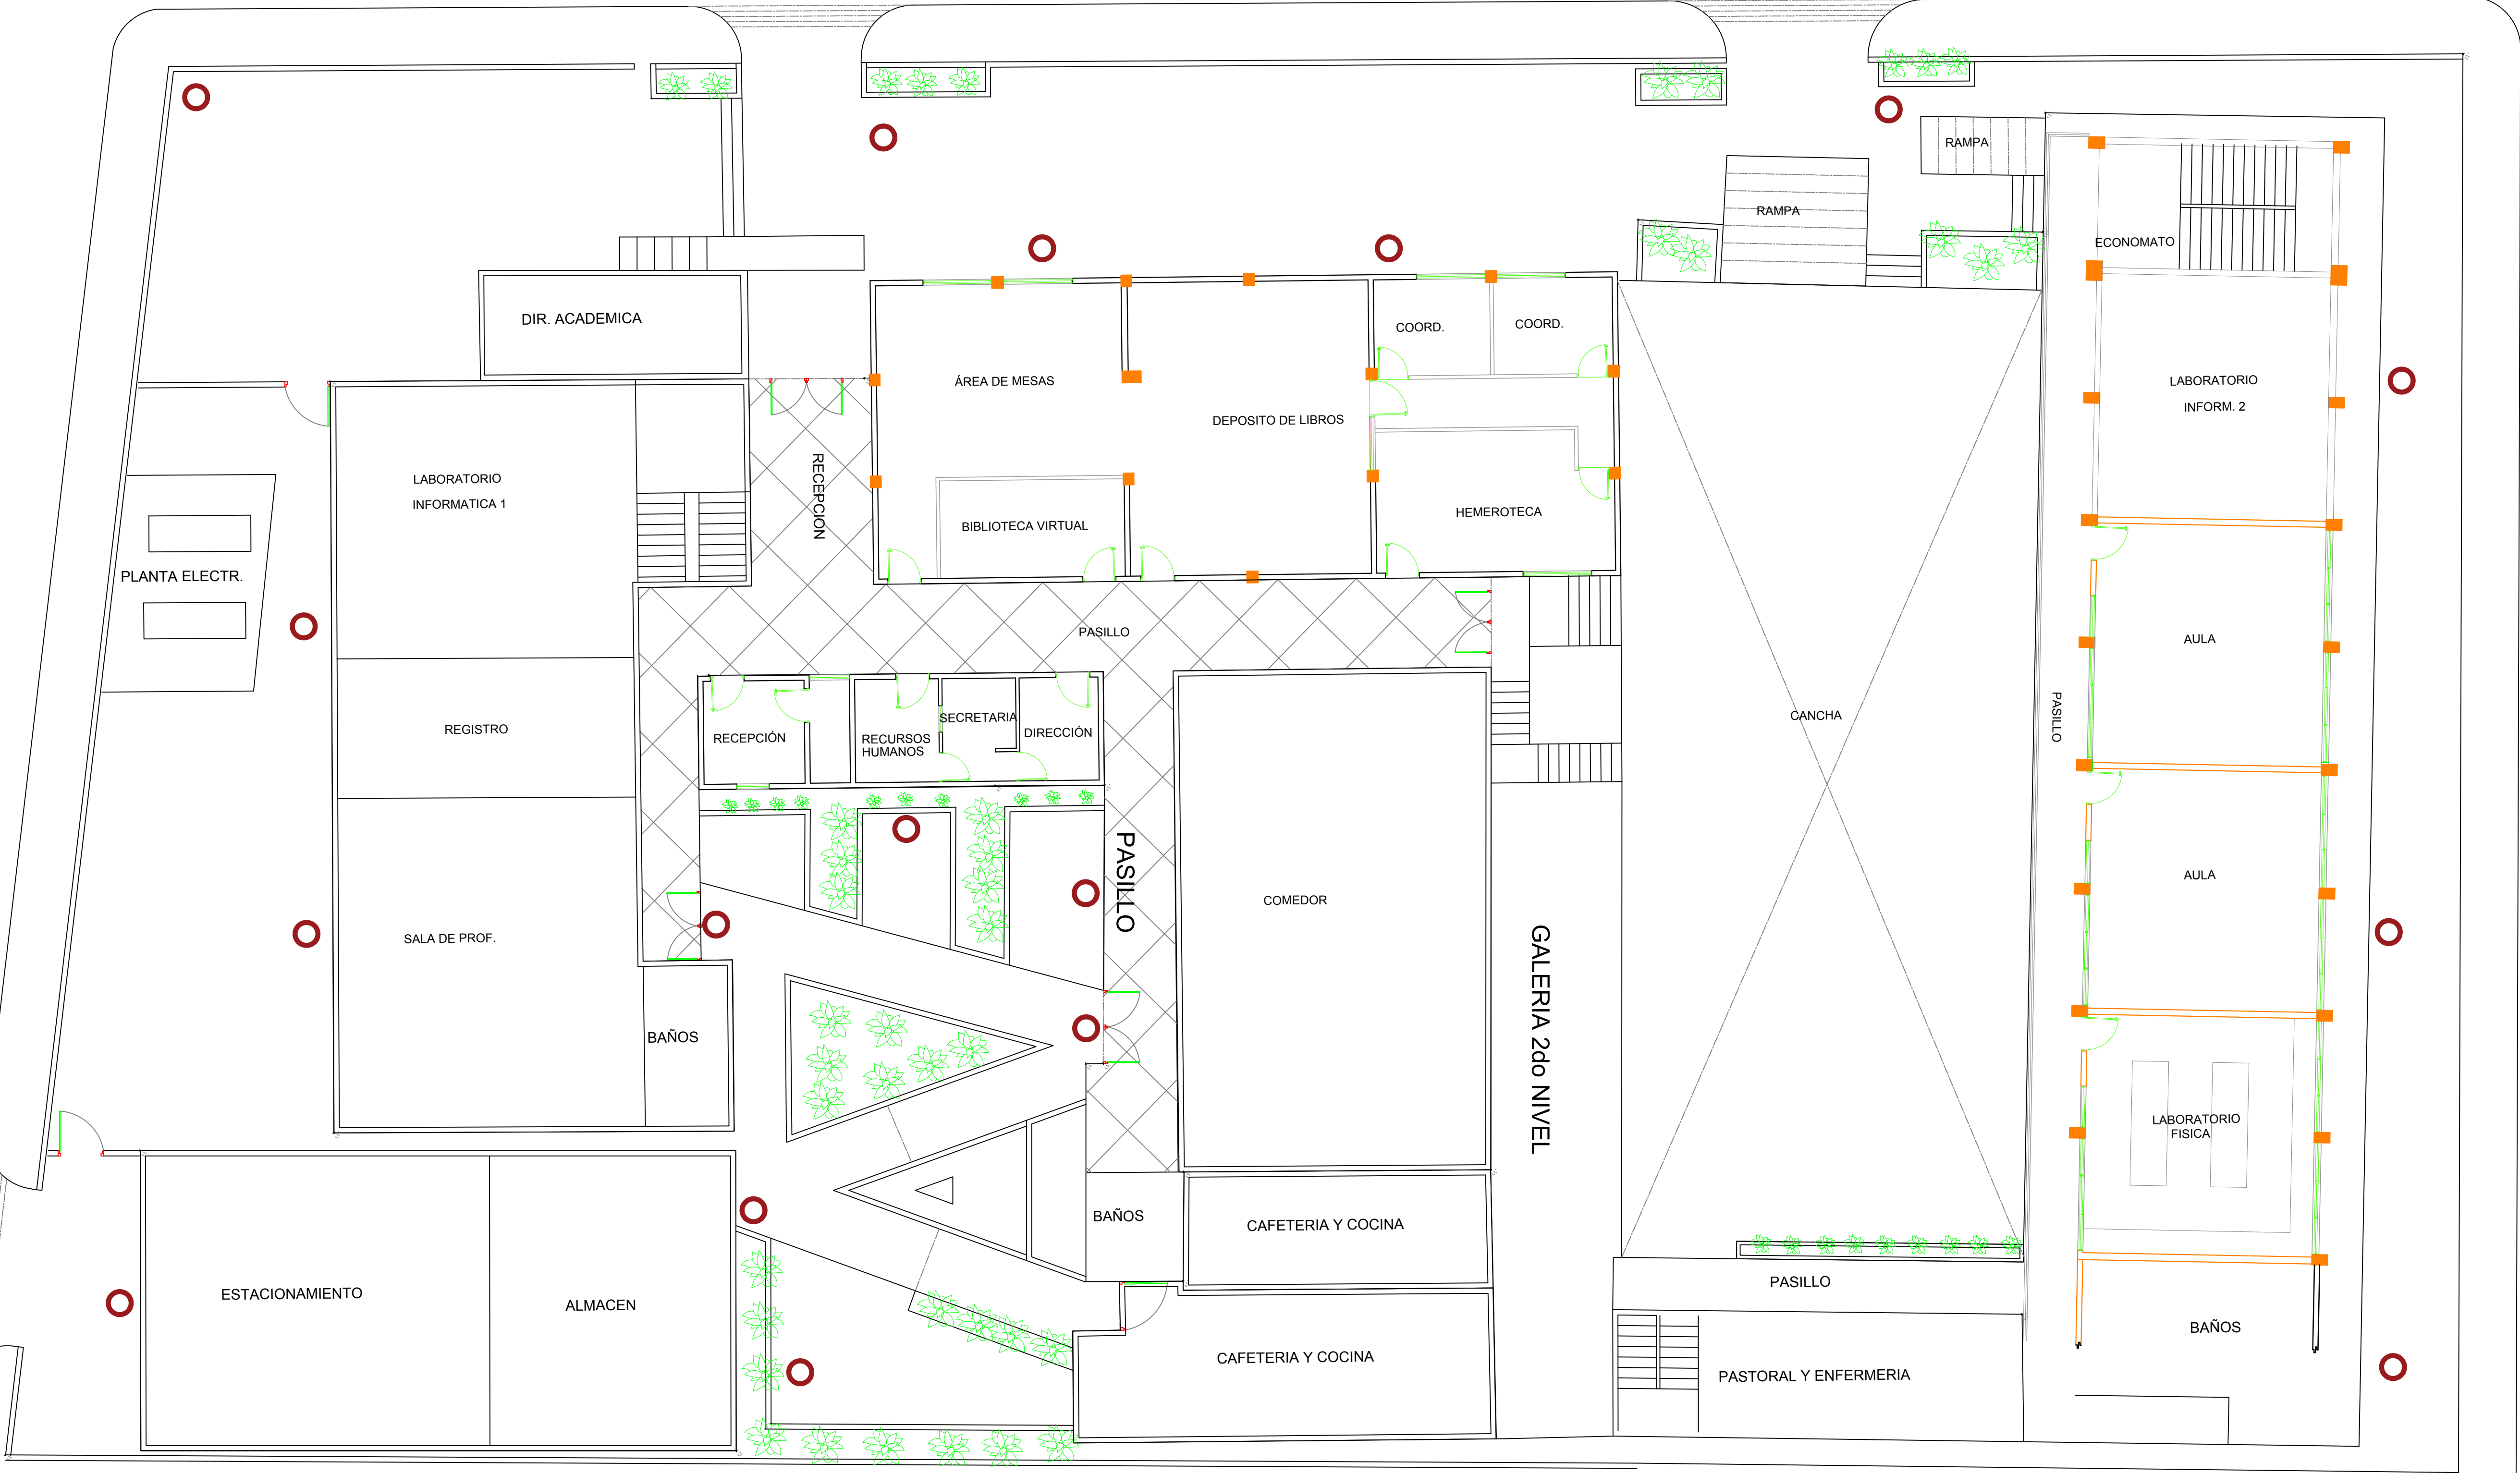 RAMPA
RAMPA
ECONOMATO
DIR. ACADEMICA
COORD.
COORD.
ÁREA DE MESAS
DEPOSITO DE LIBROS
LABORATORIO
INFORM. 2
LABORATORIO
INFORMATICA 1
RECEPCION
BIBLIOTECA VIRTUAL
HEMEROTECA
PLANTA ELECTR.
PASILLO
AULA
REGISTRO
RECEPCIÓN
RECURSOS
HUMANOS
SECRETARIA
DIRECCIÓN
CANCHA
PASILLO
PASILLO
COMEDOR
AULA
SALA DE PROF.
BAÑOS
GALERIA 2do NIVEL
LABORATORIO
FISICA
BAÑOS
CAFETERIA Y COCINA
ESTACIONAMIENTO
ALMACEN
PASILLO
BAÑOS
CAFETERIA Y COCINA
PASTORAL Y ENFERMERIA